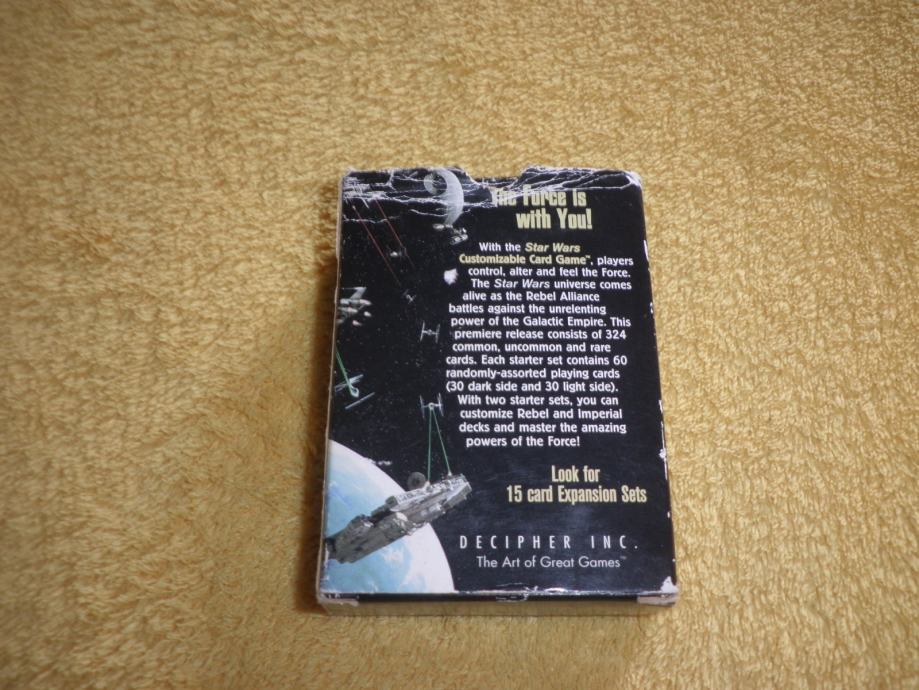 The Force Is
with You!
With the Star Wars
Customizable Card Game™, players
control, alter and feel the Force.
The Star Wars universe comes
alive as the Rebel Alliance
battles against the unrelenting
power of the Galactic Empire. This
premiere release consists of 324
common, uncommon and rare
cards. Each starter set contains 60
randomly-assorted playing cards
(30 dark side and 30 light side).
With two starter sets, you can
customize Rebel and Imperial
decks and master the amazing
powers of the Force!
Look for
15 card Expansion Sets
DECIPHER INC.
The Art of Great Games™